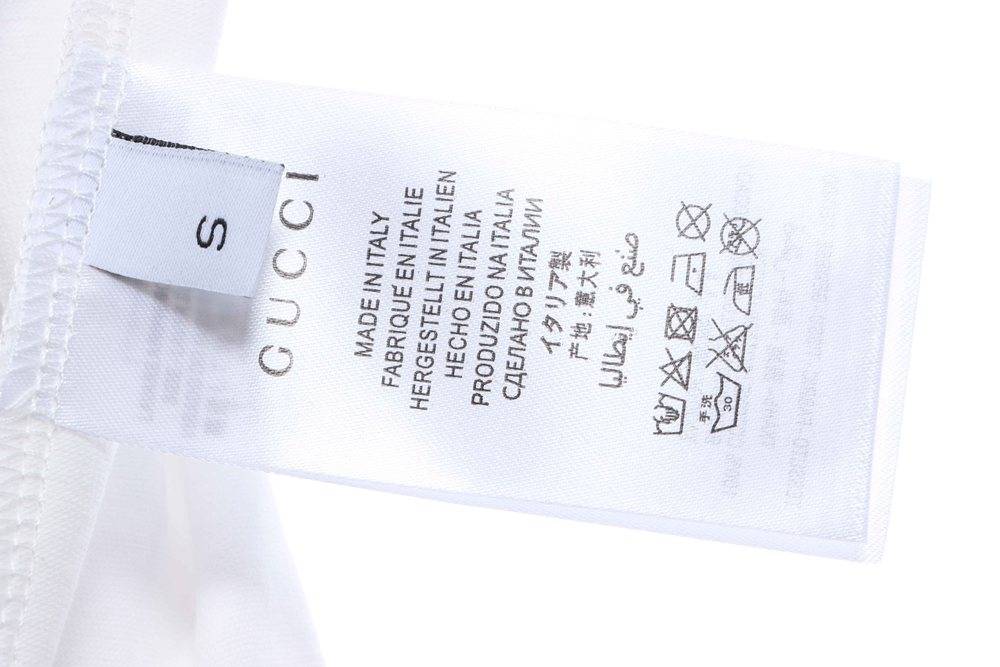 S
GUCCI
MADE IN ITALY
FABRIQUE EN ITALIE
HERGESTELLT IN ITALIEN
HECHO EN ITALIA
PRODUZIDO NA ITALIA
СДЕЛАНО В ИТАЛИИ
イタリア製
产地:意大利
صنع في إيطاليا
手洗
30